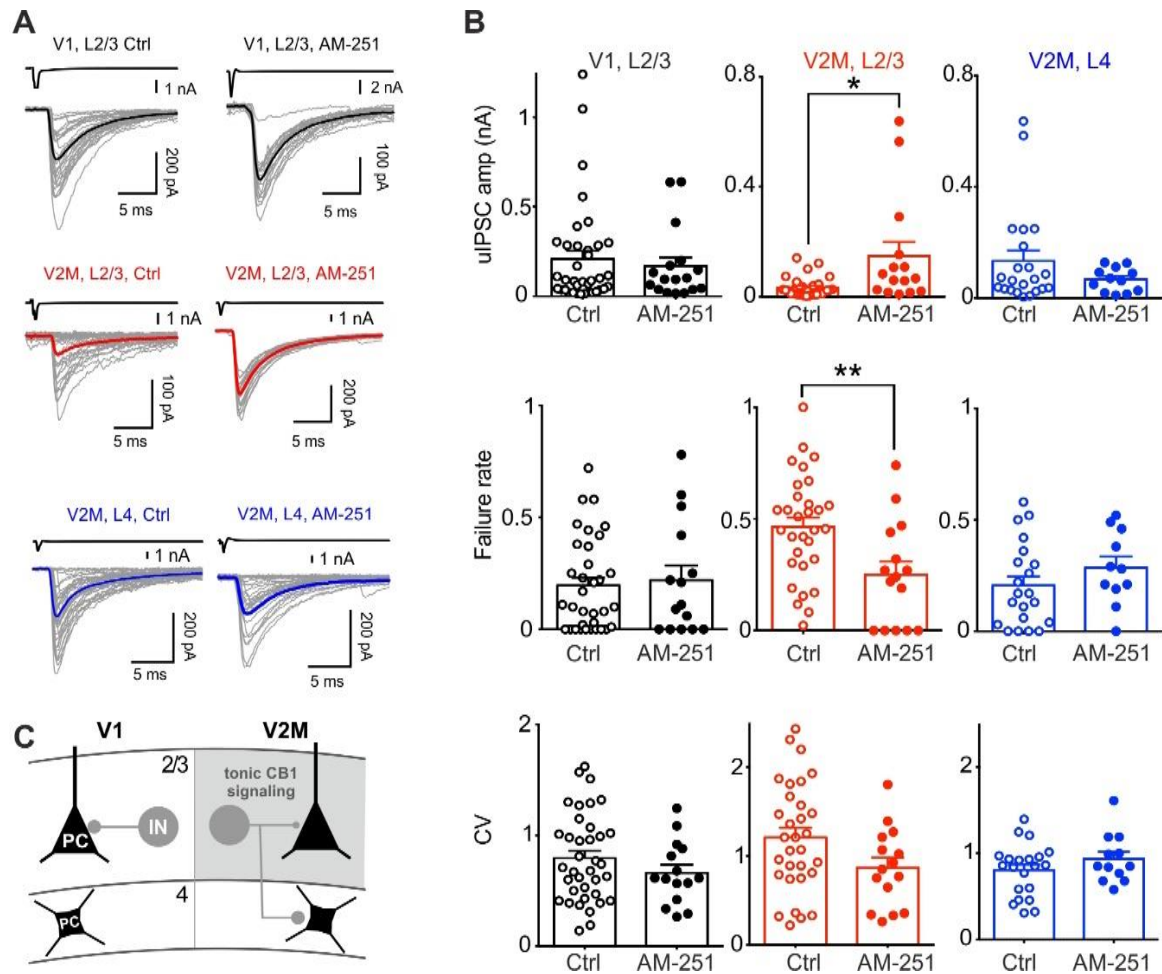 A
V1, L2/3 Ctrl
V1, L2/3, AM-251
1 nA
2 nA
200 pA
5 ms
100 pA
5 ms
V2M, L2/3, Ctrl
V2M, L2/3, AM-251
1 nA
1 nA
100 pA
5 ms
200 pA
5 ms
V2M, L4, Ctrl
V2M, L4, AM-251
1 nA
1 nA
200 pA
5 ms
200 pA
5 ms
B
V1, L2/3
V2M, L2/3
V2M, L4
uIPSC amp (nA)
1
0.5
0
Ctrl
AM-251
0.8
0.4
0
*
Ctrl
AM-251
0.8
0.4
0
Ctrl
AM-251
Failure rate
1
0.5
0
Ctrl
AM-251
1
0.5
0
**
Ctrl
AM-251
1
0.5
0
Ctrl
AM-251
CV
2
1
0
Ctrl
AM-251
2
1
0
Ctrl
AM-251
2
1
0
Ctrl
AM-251
C
V1
V2M
2/3
tonic CB1
signaling
PC
IN
4
PC